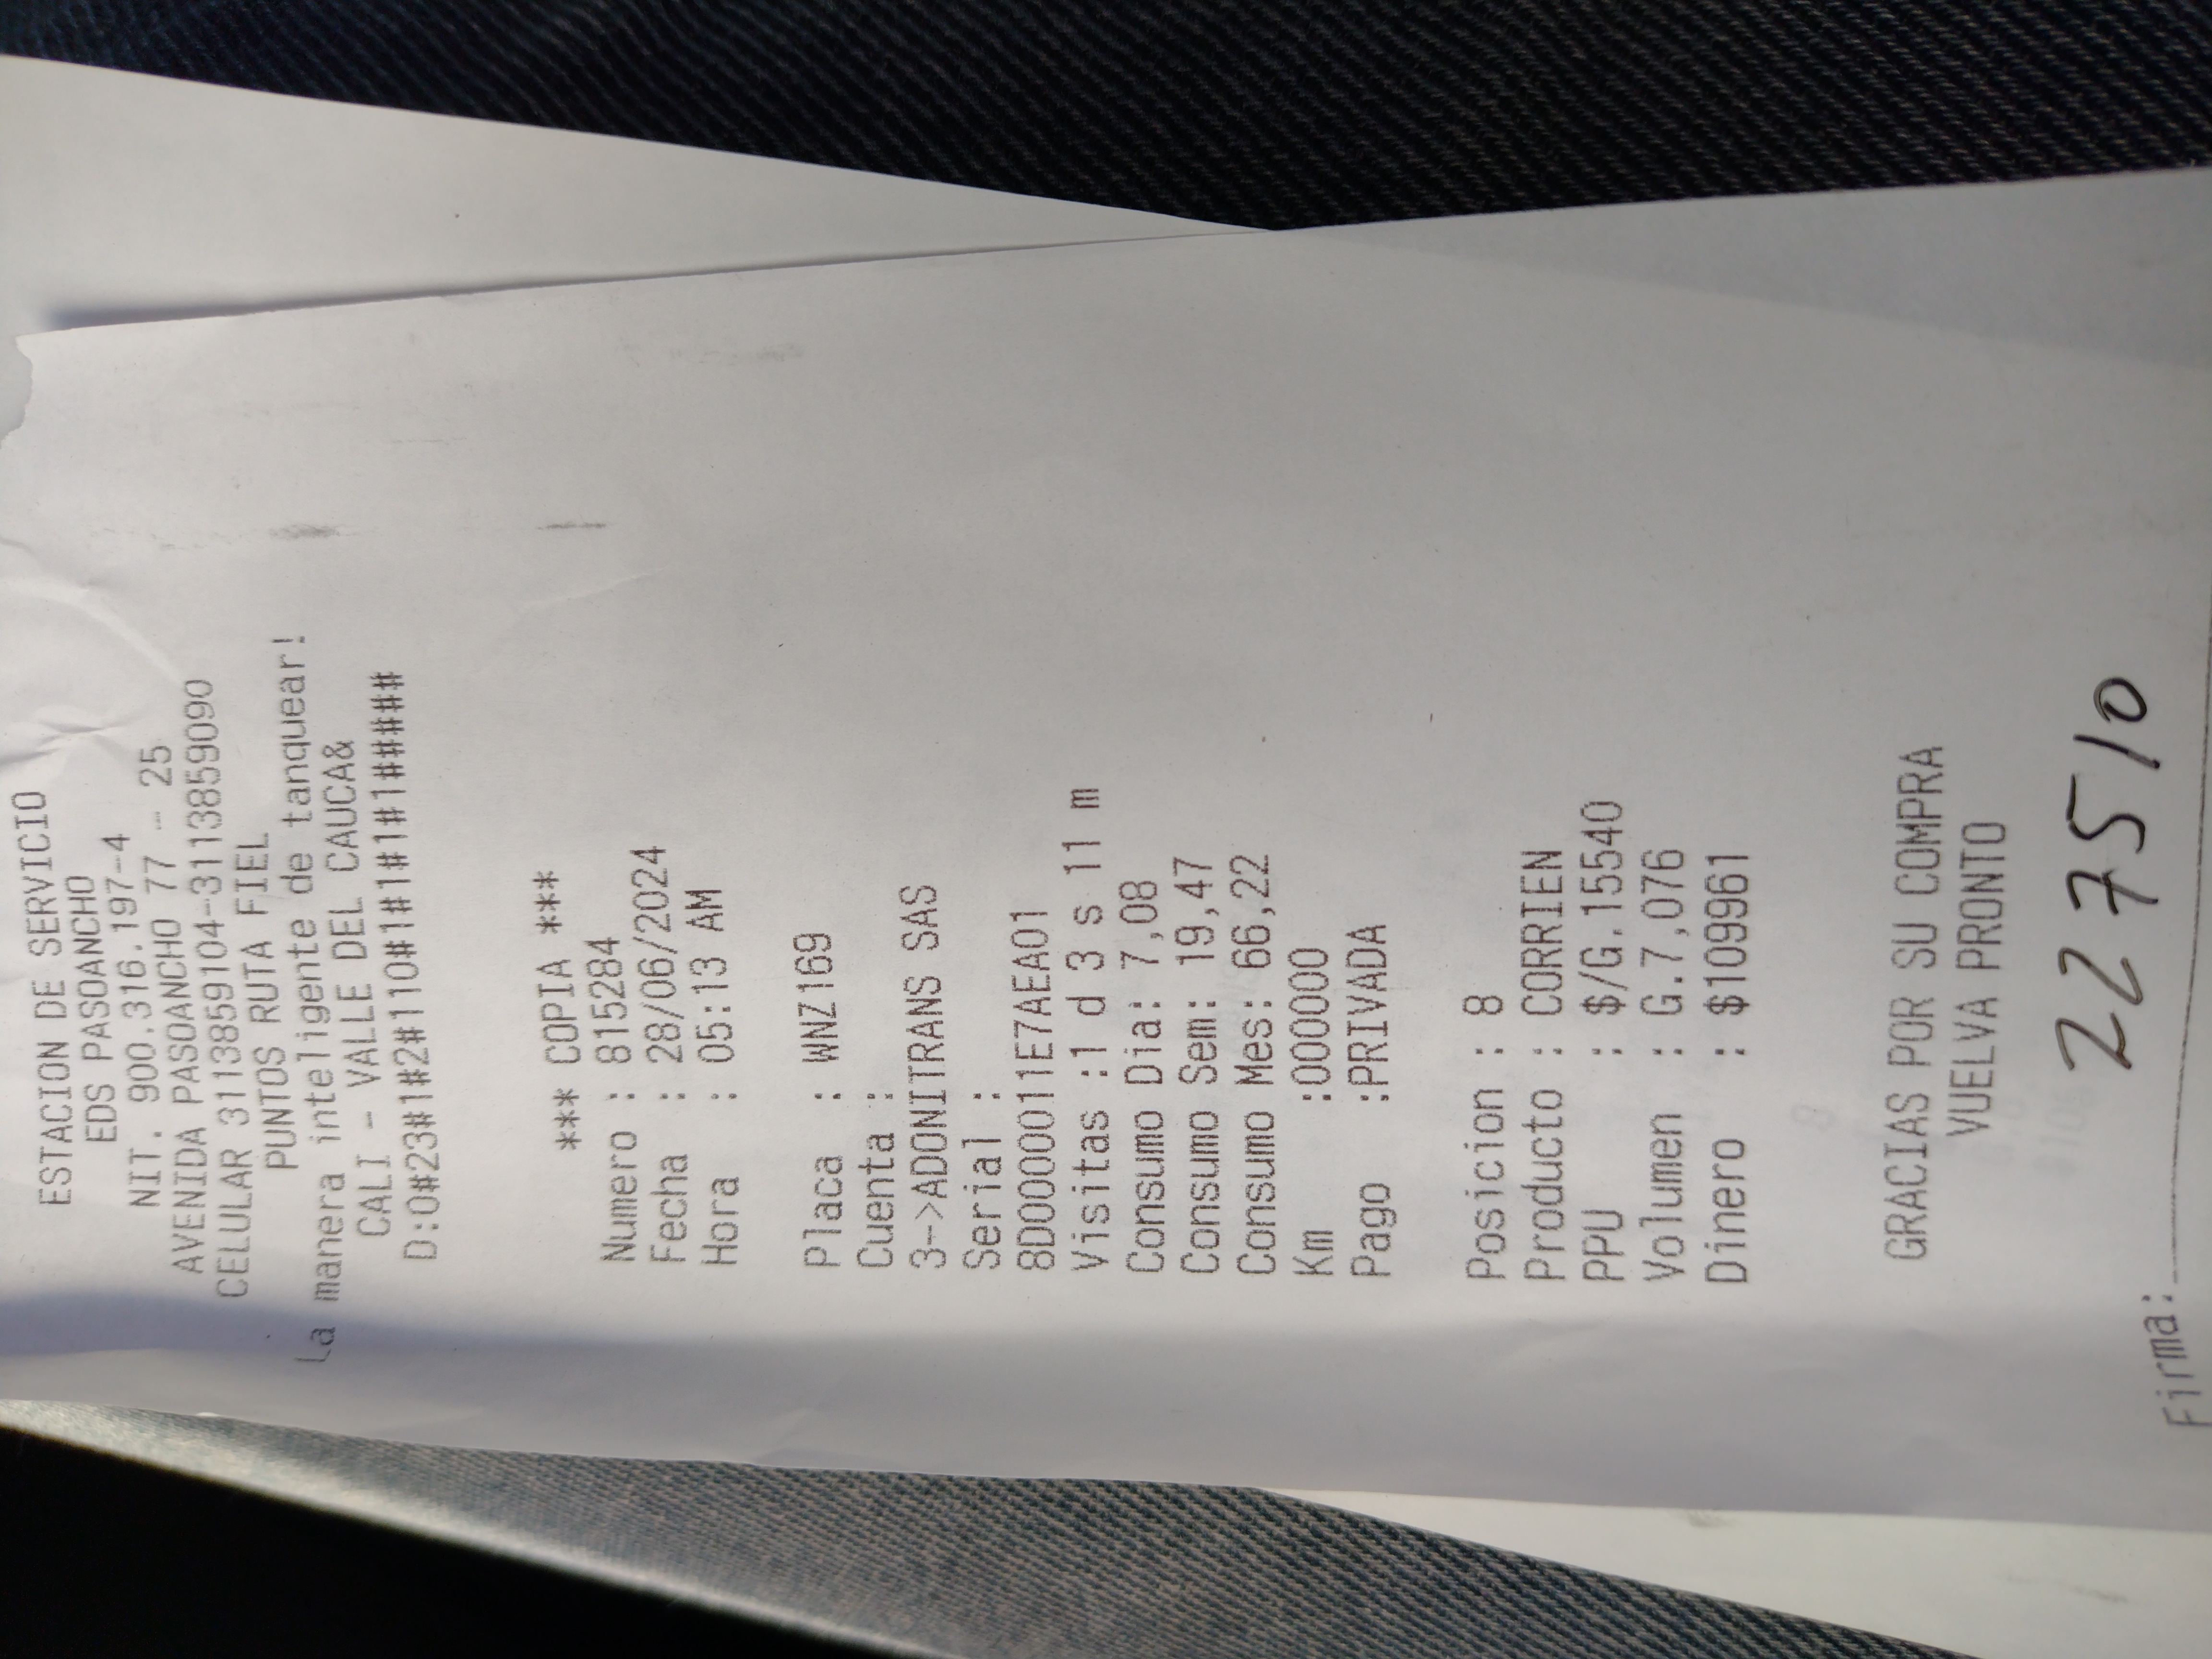 ESTACION DE SERVICIO
EDS PASOANCHO
NIT. 900.316.197-4
AVENIDA PASOANCHO 77 - 25
CELULAR 3113859104-3113859090
PUNTOS RUTA FIEL
La manera inteligente de tanquear!
CALI - VALLE DEL CAUCA&
D:0#23#1#2#110#1#1#1#1####
*** COPIA ***
Numero : 815284
Fecha : 28/06/2024
Hora : 05:13 AM
Placa : WNZ169
Cuenta :
3-->ADONITRANS SAS
Serial :
8D000011E7AEA01
Visitas :1 d 3 s 11 m
Consumo Dia: 7,08
Consumo Sem: 19,47
Consumo Mes: 66,22
Km :000000
Pago :PRIVADA
Posicion : 8
Producto : CORRIEN
PPU : $/G.15540
Volumen : G.7,076
Dinero : $109961
GRACIAS POR SU COMPRA
VUELVA PRONTO
227510
Firma: